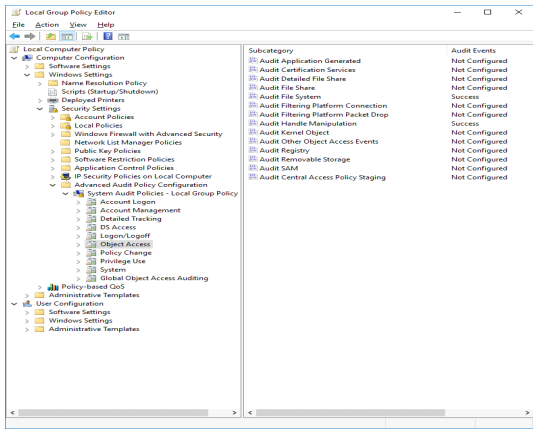 Local Group Policy Editor
File Action View Help
Local Computer Policy
Computer Configuration
Software Settings
Windows Settings
Name Resolution Policy
Scripts (Startup/Shutdown)
Deployed Printers
Security Settings
Account Policies
Local Policies
Windows Firewall with Advanced Security
Network List Manager Policies
Public Key Policies
Software Restriction Policies
Application Control Policies
IP Security Policies on Local Computer
Advanced Audit Policy Configuration
System Audit Policies - Local Group Policy
Account Logon
Account Management
Detailed Tracking
DS Access
Logon/Logoff
Object Access
Policy Change
Privilege Use
System
Global Object Access Auditing
Policy-based QoS
Administrative Templates
User Configuration
Software Settings
Windows Settings
Administrative Templates
Subcategory Audit Events
Audit Application Generated Not Configured
Audit Certification Services Not Configured
Audit Detailed File Share Not Configured
Audit File Share Not Configured
Audit File System Success
Audit Filtering Platform Connection Not Configured
Audit Filtering Platform Packet Drop Not Configured
Audit Handle Manipulation Success
Audit Kernel Object Not Configured
Audit Other Object Access Events Not Configured
Audit Registry Not Configured
Audit Removable Storage Not Configured
Audit SAM Not Configured
Audit Central Access Policy Staging Not Configured